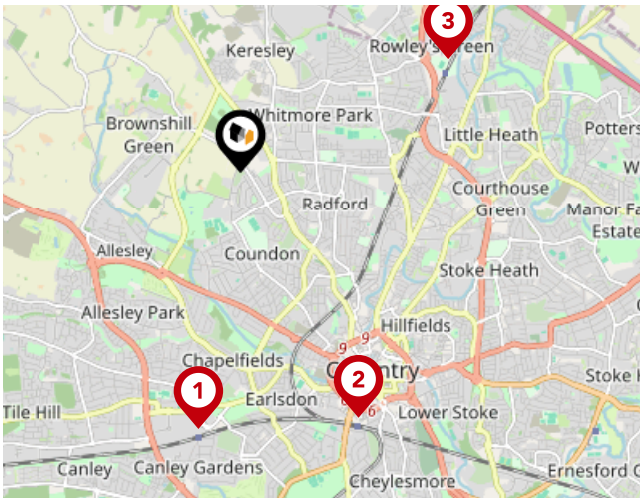 3
Rowley's Green
Keresley
Whitmore Park
Brownshill
Green
Little Heath
Potters
W
Courthouse
Green
Radford
Manor Fa
Estate
Allesley
Coundon
Stoke Heath
Allesley Park
Hillfields
9
9
Chapelfields
2
1
Stoke H
Earlsdon
6
Lower Stoke
Tile Hill
Canley
Canley Gardens
Cheylesmore
Ernesford G